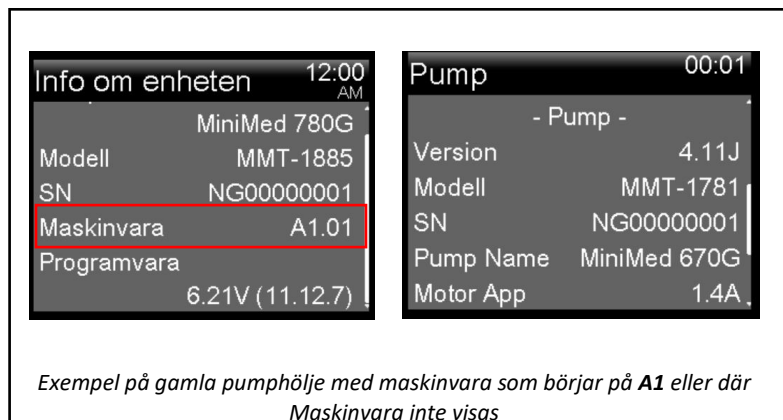 Info om enheten 12:00
AM
MiniMed 780G
Modell MMT-1885
SN NG00000001
Maskinvara A1.01
Programvara
6.21V (11.12.7)
Pump 00:01
- Pump -
Version 4.11J
Modell MMT-1781
SN NG00000001
Pump Name MiniMed 670G
Motor App 1.4A
Exempel på gamla pumphölje med maskinvara som börjar på A1 eller där
Maskinvara inte visas